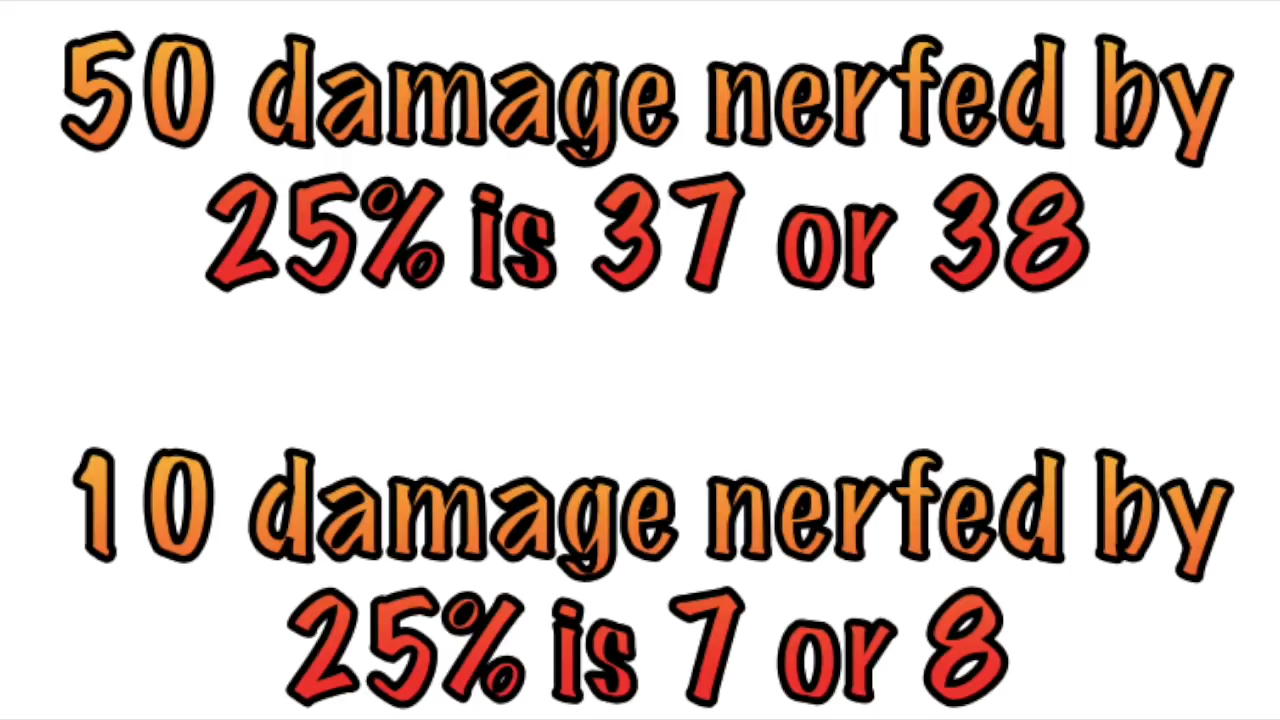 50 damage nerfed by
25% is 37 or 38
10 damage nerfed by
25% is 7 or 8